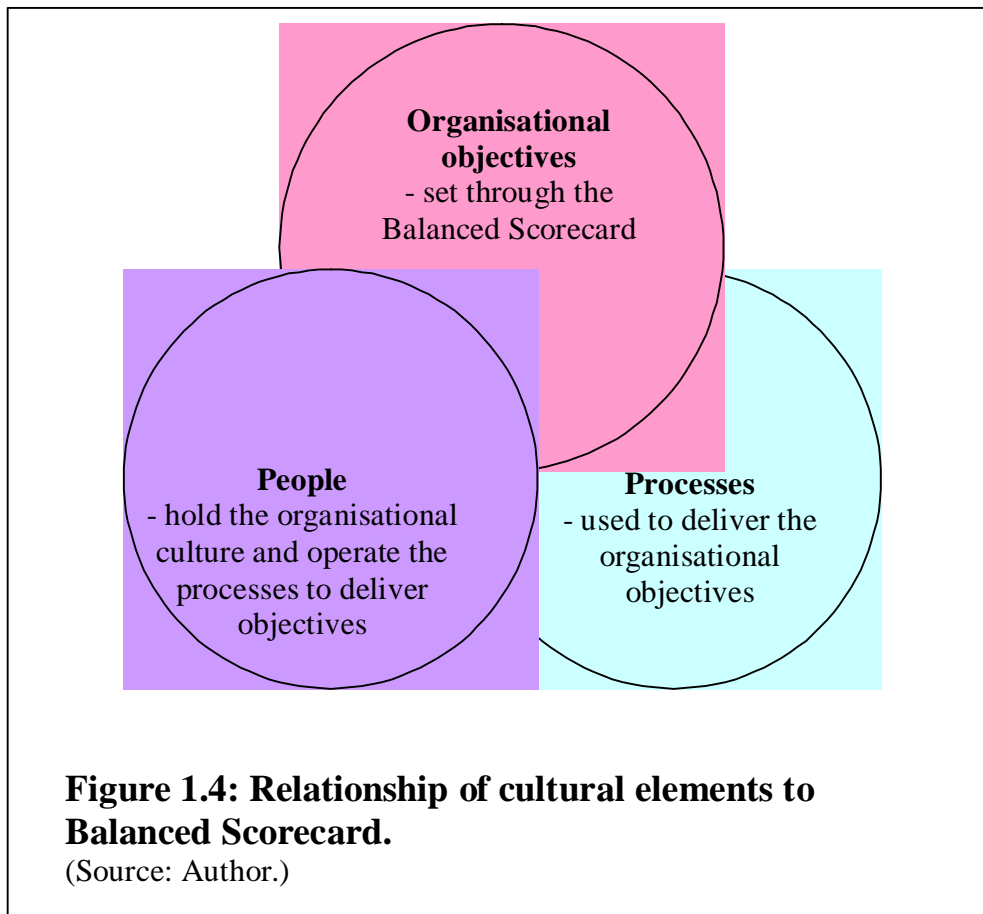 Organisational
objectives
- set through the
Balanced Scorecard
People
- hold the organisational
culture and operate the
processes to deliver
objectives
Processes
- used to deliver the
organisational
objectives
Figure 1.4: Relationship of cultural elements to
Balanced Scorecard.
(Source: Author.)